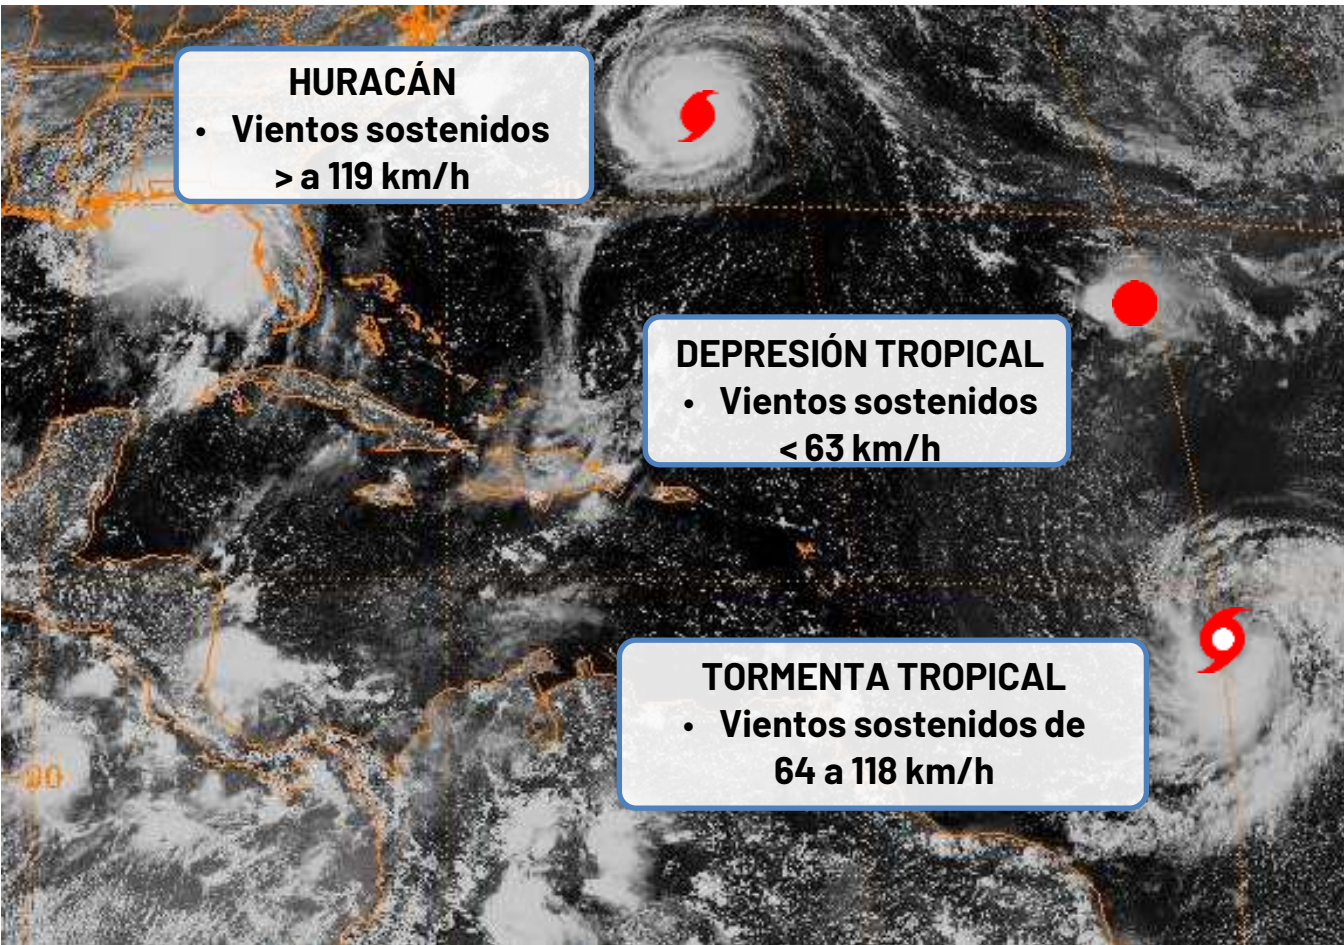 HURACÁN
• Vientos sostenidos
> a 119 km/h
30
DEPRESIÓN TROPICAL
• Vientos sostenidos
< 63 km/h
TORMENTA TROPICAL
• Vientos sostenidos de
64 a 118 km/h